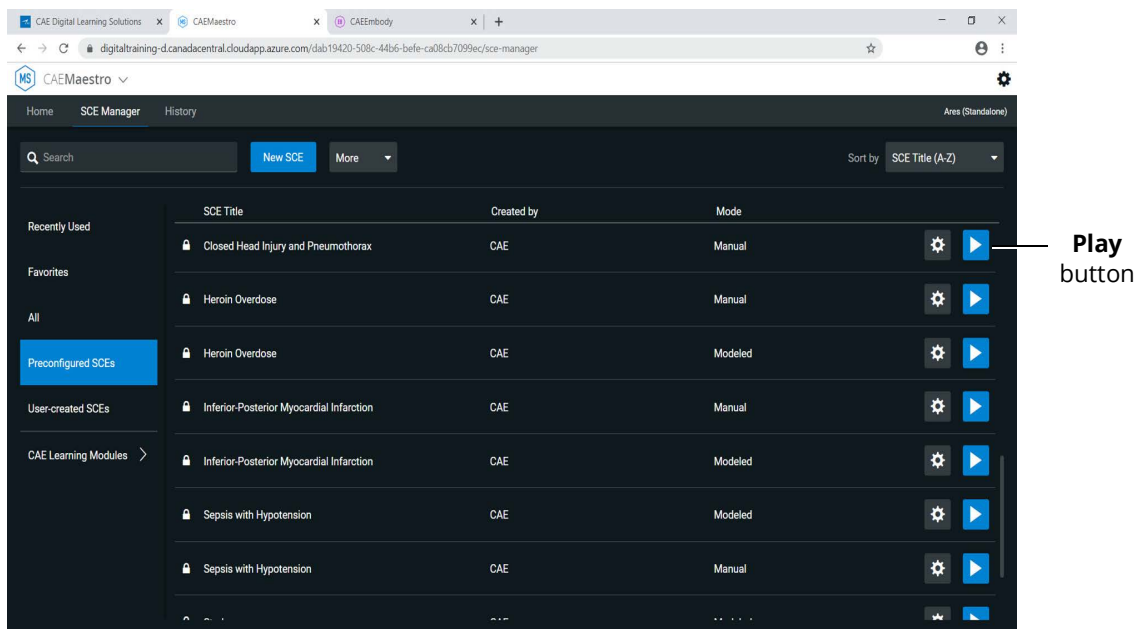 CAE Digital Learning Solutions
CAEMaestro
CAEEmbody
digitaltraining-d.canadacentral.cloudapp.azure.com/dab19420-508c-44b6-befe-ca08cb7099ec/sce-manager
MS CAEMaestro
Home SCE Manager History Ares (Standalone)
Search New SCE More Sort by SCE Title (A-Z)
Recently Used
Favorites
All
Preconfigured SCEs
User-created SCEs
CAE Learning Modules
SCE Title Created by Mode
Closed Head Injury and Pneumothorax CAE Manual
Heroin Overdose CAE Manual
Heroin Overdose CAE Modeled
Inferior-Posterior Myocardial Infarction CAE Manual
Inferior-Posterior Myocardial Infarction CAE Modeled
Sepsis with Hypotension CAE Modeled
Sepsis with Hypotension CAE Manual
Play
button